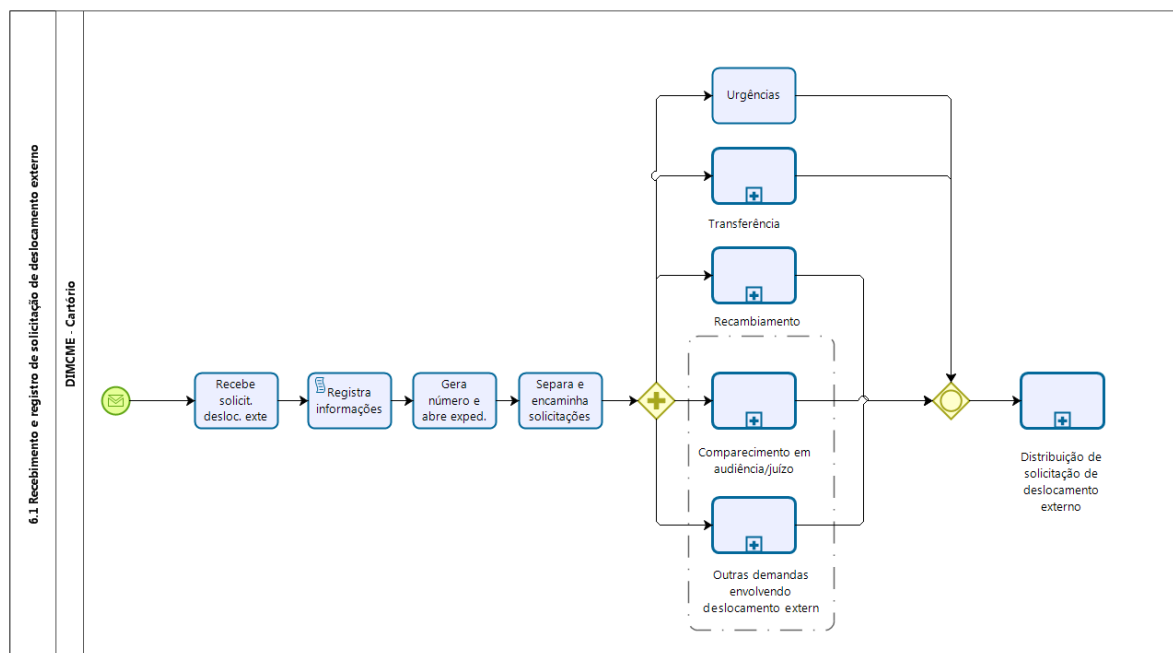 6.1 Recebimento e registro de solicitação de deslocamento externo
DIMCME - Cartório
Recebe
solicit.
desloc. exte
Registra
informações
Gera
número e
abre exped.
Separa e
encaminha
solicitações
Urgências
Transferência
Recambiamento
Comparecimento em
audiência/juízo
Outras demandas
envolvendo
deslocamento extern
Distribuição de
solicitação de
deslocamento
externo